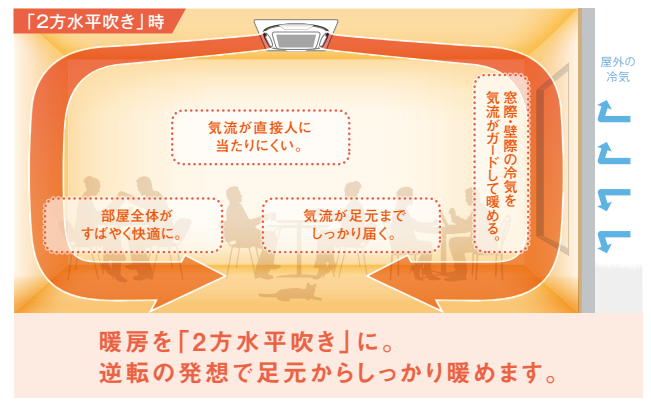 「2方水平吹き」時
屋外の
冷気
窓際・壁際の冷気を
気流がガードして暖める。
気流が直接人に
当たりにくい。
部屋全体が
すばやく快適に。
気流が足元まで
しっかり届く。
暖房を「2方水平吹き」に。
逆転の発想で足元からしっかり暖めます。